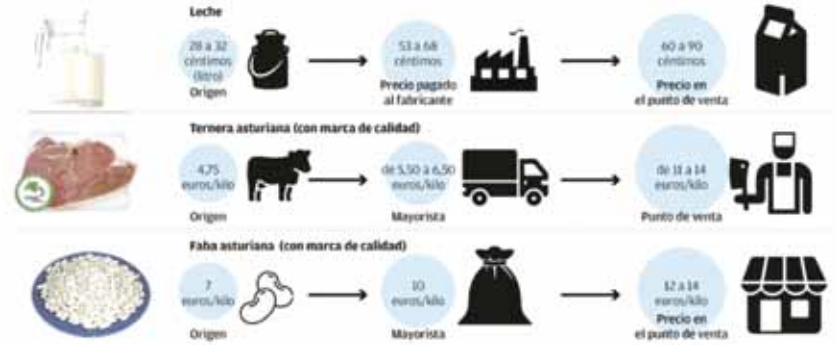 Leche
28 a 32
céntimos
(litro)
Origen
53 a 68
céntimos
Precio pagado
al fabricante
60 a 90
céntimos
Precio en
el punto de venta
Ternera asturiana (con marca de calidad)
4,75
euros/kilo
Origen
de 5,50 a 6,50
euros/kilo
Mayorista
de 11 a 14
euros/kilo
Punto de venta
Faba asturiana (con marca de calidad)
7
euros/kilo
Origen
10
euros/kilo
Mayorista
12 a 14
euros/kilo
Precio en
el punto de venta